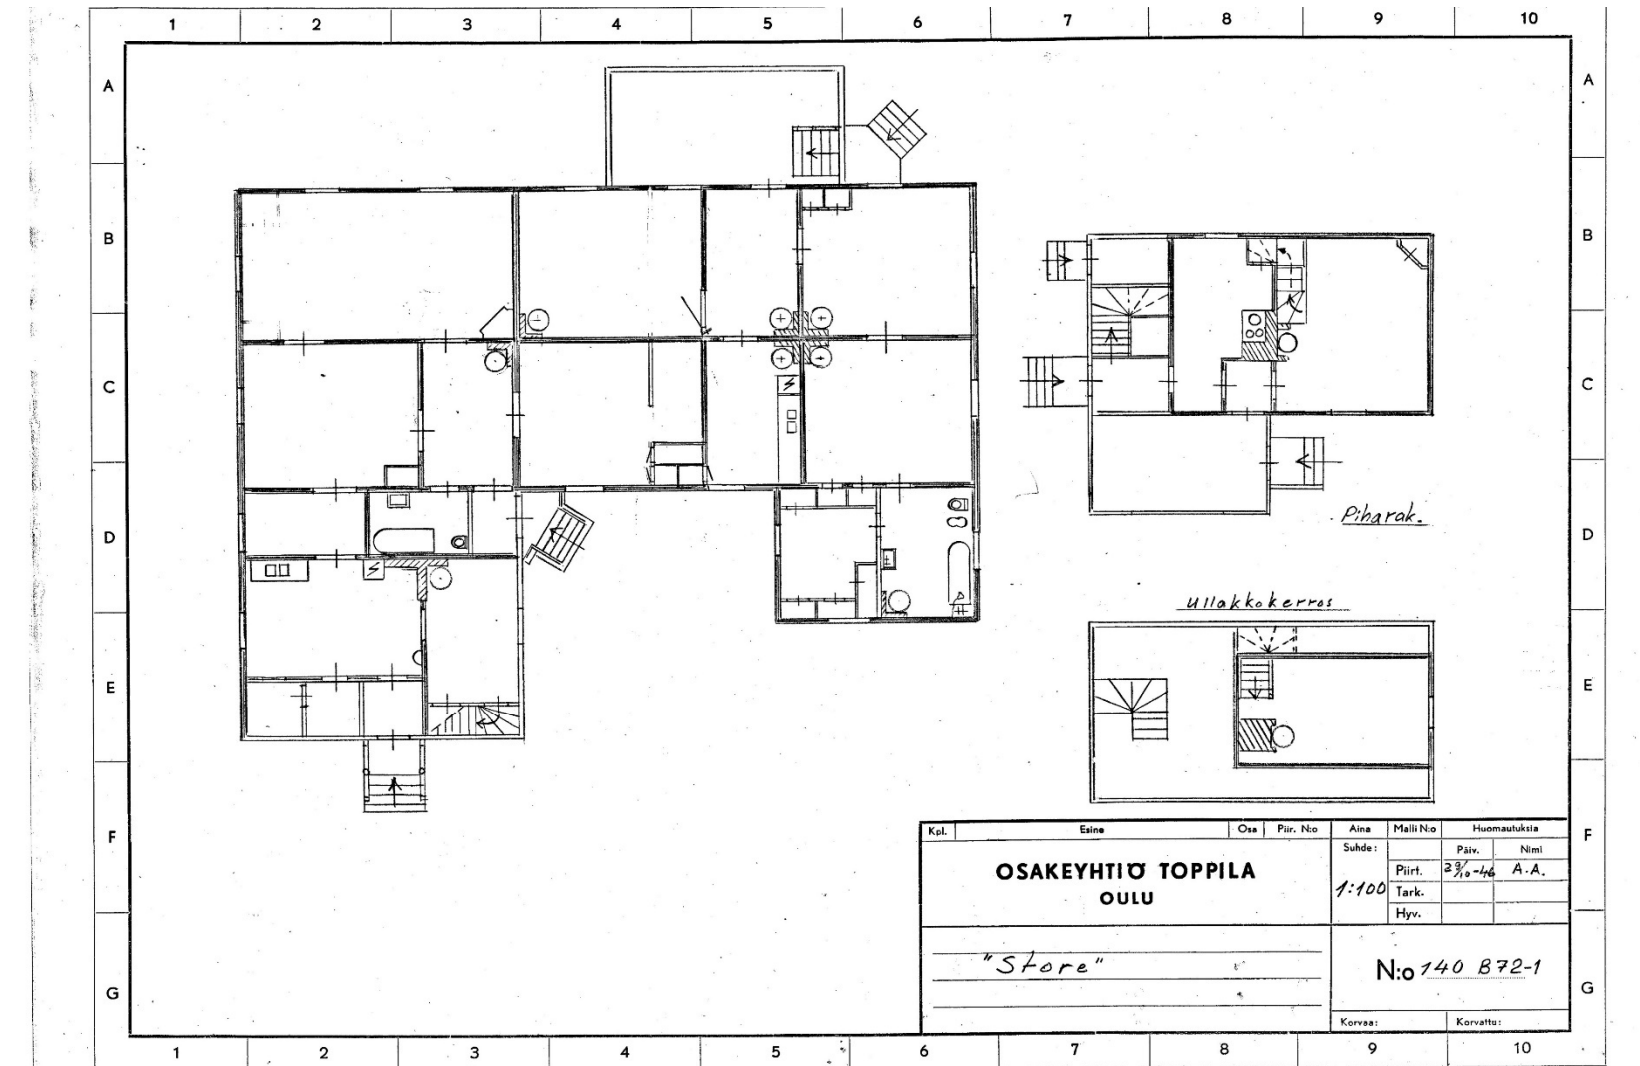 1 2 3 4 5 6 7 8 9 10
A A
B B
C C
D D
E E
F F
G G
Piharak.
Ullakkokerros
Kpl. Esine Osa Piir. N:o Aina Malli N:o Huomautuksia
Suhde: Päiv. Nimi
OSAKEYHTIÖ TOPPILA
OULU
1:100
Piirt. 29/10-46 A.A.
Tark.
Hyv.
"Store"
N:o 140 B72-1
Korvaa: Korvattu:
1 2 3 4 5 6 7 8 9 10